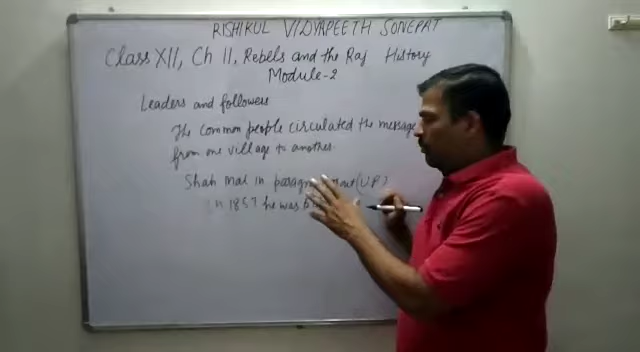 RISHIKUL VIDYAPEETH SONEPAT
Class XII, Ch 11, Rebels and the Raj History
Module-2
Leaders and followers
The common people circulated the message
from one village to another.
Shah Mal in (UP)
In 1857 he was